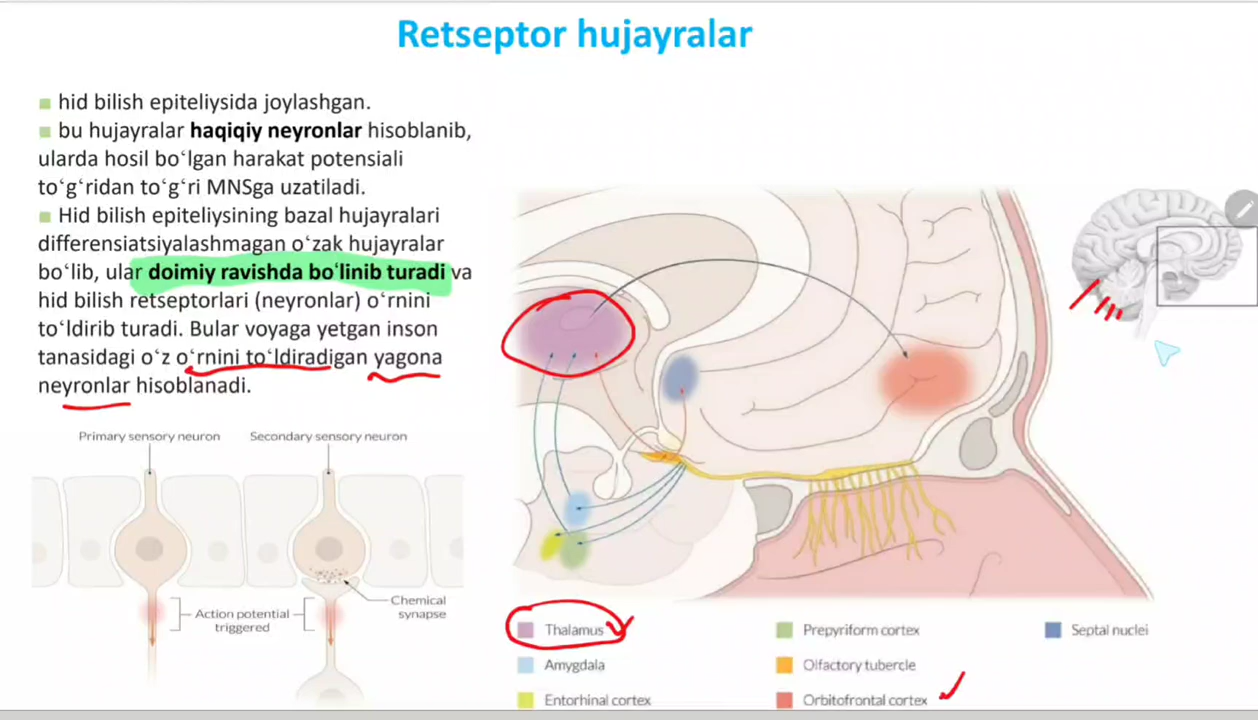 Retseptor hujayralar
hid bilish epiteliysida joylashgan.
bu hujayralar haqiqiy neyronlar hisoblanib,
ularda hosil boʻlgan harakat potensiali
toʻgʻridan toʻgʻri MNSga uzatiladi.
Hid bilish epiteliysining bazal hujayralari
differensiatsiyalashmagan oʻzak hujayralar
boʻlib, ular doimiy ravishda boʻlinib turadi va
hid bilish retseptorlari (neyronlar) oʻrnini
toʻldirib turadi. Bular voyaga yetgan inson
tanasidagi oʻz oʻrnini toʻldiradigan yagona
neyronlar hisoblanadi.
Primary sensory neuron
Secondary sensory neuron
Action potential
triggered
Chemical
synapse
Thalamus
Amygdala
Entorhinal cortex
Prepyriform cortex
Olfactory tubercle
Orbitofrontal cortex
Septal nuclei